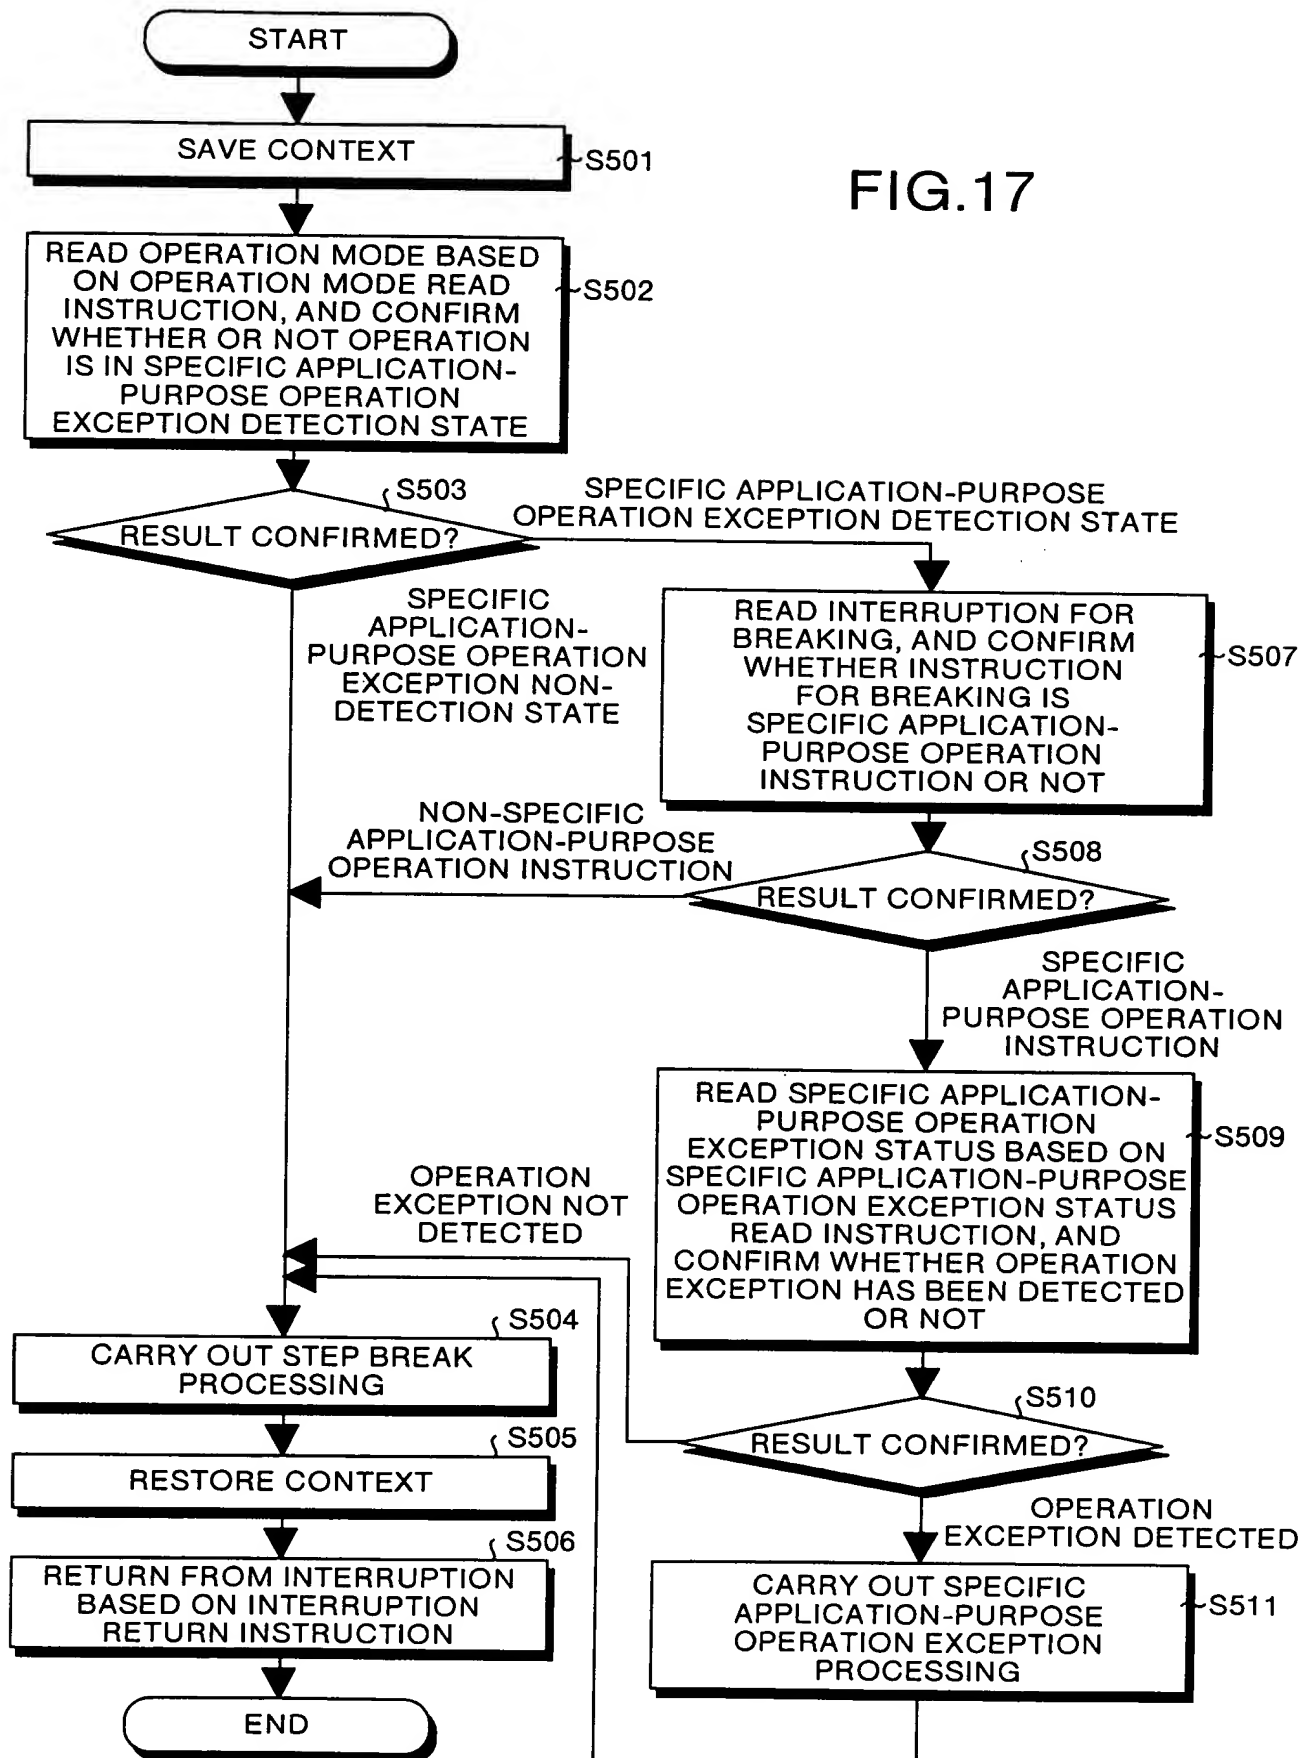 START
SAVE CONTEXT
S501
FIG.17
READ OPERATION MODE BASED
ON OPERATION MODE READ
INSTRUCTION, AND CONFIRM
WHETHER OR NOT OPERATION
IS IN SPECIFIC APPLICATION-
PURPOSE OPERATION
EXCEPTION DETECTION STATE
S502
S503
RESULT CONFIRMED?
SPECIFIC APPLICATION-PURPOSE
OPERATION EXCEPTION DETECTION STATE
SPECIFIC
APPLICATION-
PURPOSE OPERATION
EXCEPTION NON-
DETECTION STATE
READ INTERRUPTION FOR
BREAKING, AND CONFIRM
WHETHER INSTRUCTION
FOR BREAKING IS
SPECIFIC APPLICATION-
PURPOSE OPERATION
INSTRUCTION OR NOT
S507
NON-SPECIFIC
APPLICATION-PURPOSE
OPERATION INSTRUCTION
S508
RESULT CONFIRMED?
SPECIFIC
APPLICATION-
PURPOSE OPERATION
INSTRUCTION
READ SPECIFIC APPLICATION-
PURPOSE OPERATION
EXCEPTION STATUS BASED ON
SPECIFIC APPLICATION-PURPOSE
OPERATION EXCEPTION STATUS
READ INSTRUCTION, AND
CONFIRM WHETHER OPERATION
EXCEPTION HAS BEEN DETECTED
OR NOT
S509
OPERATION
EXCEPTION NOT
DETECTED
S504
CARRY OUT STEP BREAK
PROCESSING
S510
RESULT CONFIRMED?
S505
RESTORE CONTEXT
OPERATION
EXCEPTION DETECTED
S506
RETURN FROM INTERRUPTION
BASED ON INTERRUPTION
RETURN INSTRUCTION
CARRY OUT SPECIFIC
APPLICATION-PURPOSE
OPERATION EXCEPTION
PROCESSING
S511
END